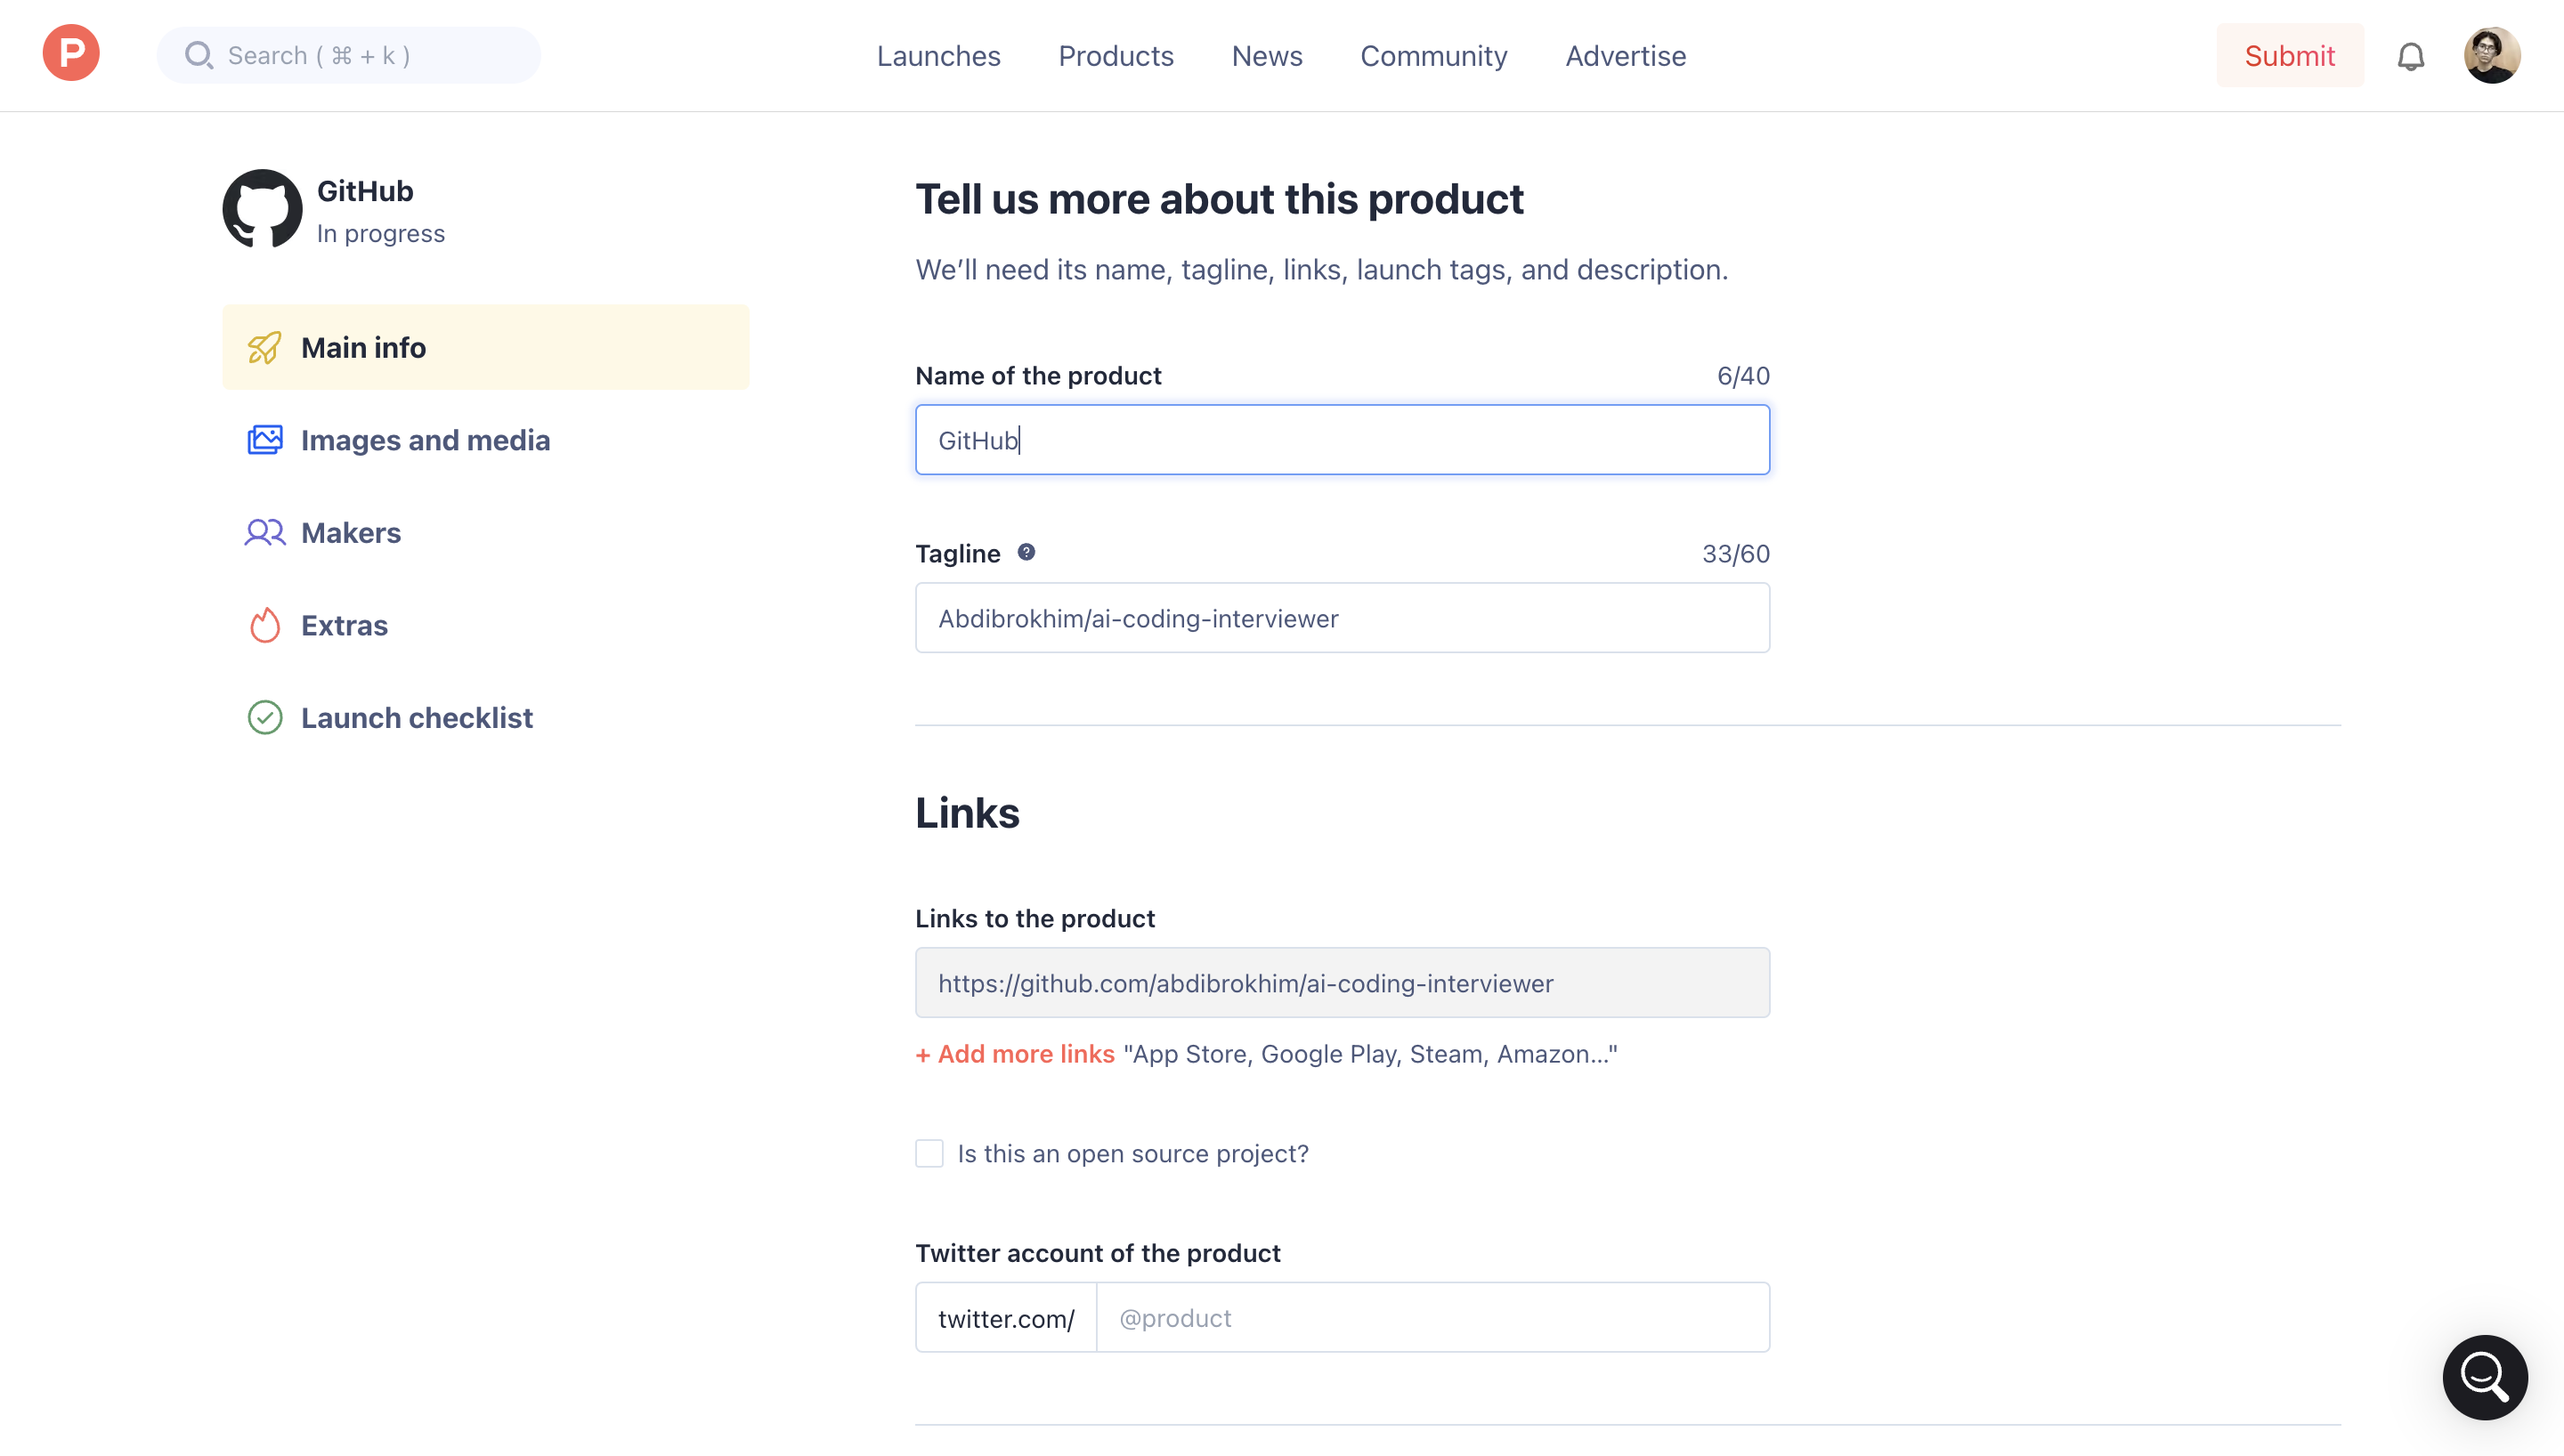 P
Search ( ⌘ + k )
Launches
Products
News
Community
Advertise
Submit
GitHub
In progress
Main info
Images and media
Makers
Extras
Launch checklist
Tell us more about this product
We’ll need its name, tagline, links, launch tags, and description.
Name of the product
6/40
GitHub
Tagline ?
33/60
Abdibrokhim/ai-coding-interviewer
Links
Links to the product
https://github.com/abdibrokhim/ai-coding-interviewer
+ Add more links "App Store, Google Play, Steam, Amazon..."
Is this an open source project?
Twitter account of the product
twitter.com/
@product